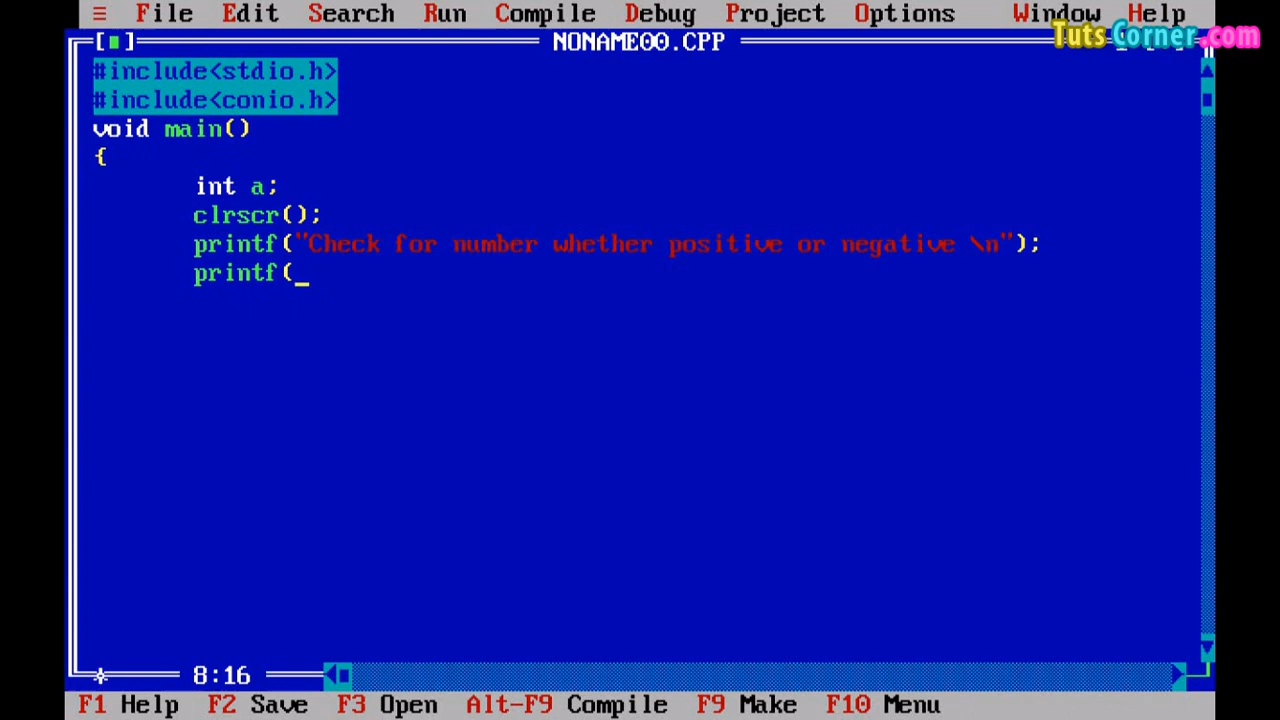 ≡ File Edit Search Run Compile Debug Project Options Window Help
TutsCorner.com
[■] NONAME00.CPP
#include<stdio.h>
#include<conio.h>
void main()
{
int a;
clrscr();
printf("Check for number whether positive or negative \n");
printf(_
* 8:16
F1 Help F2 Save F3 Open Alt-F9 Compile F9 Make F10 Menu